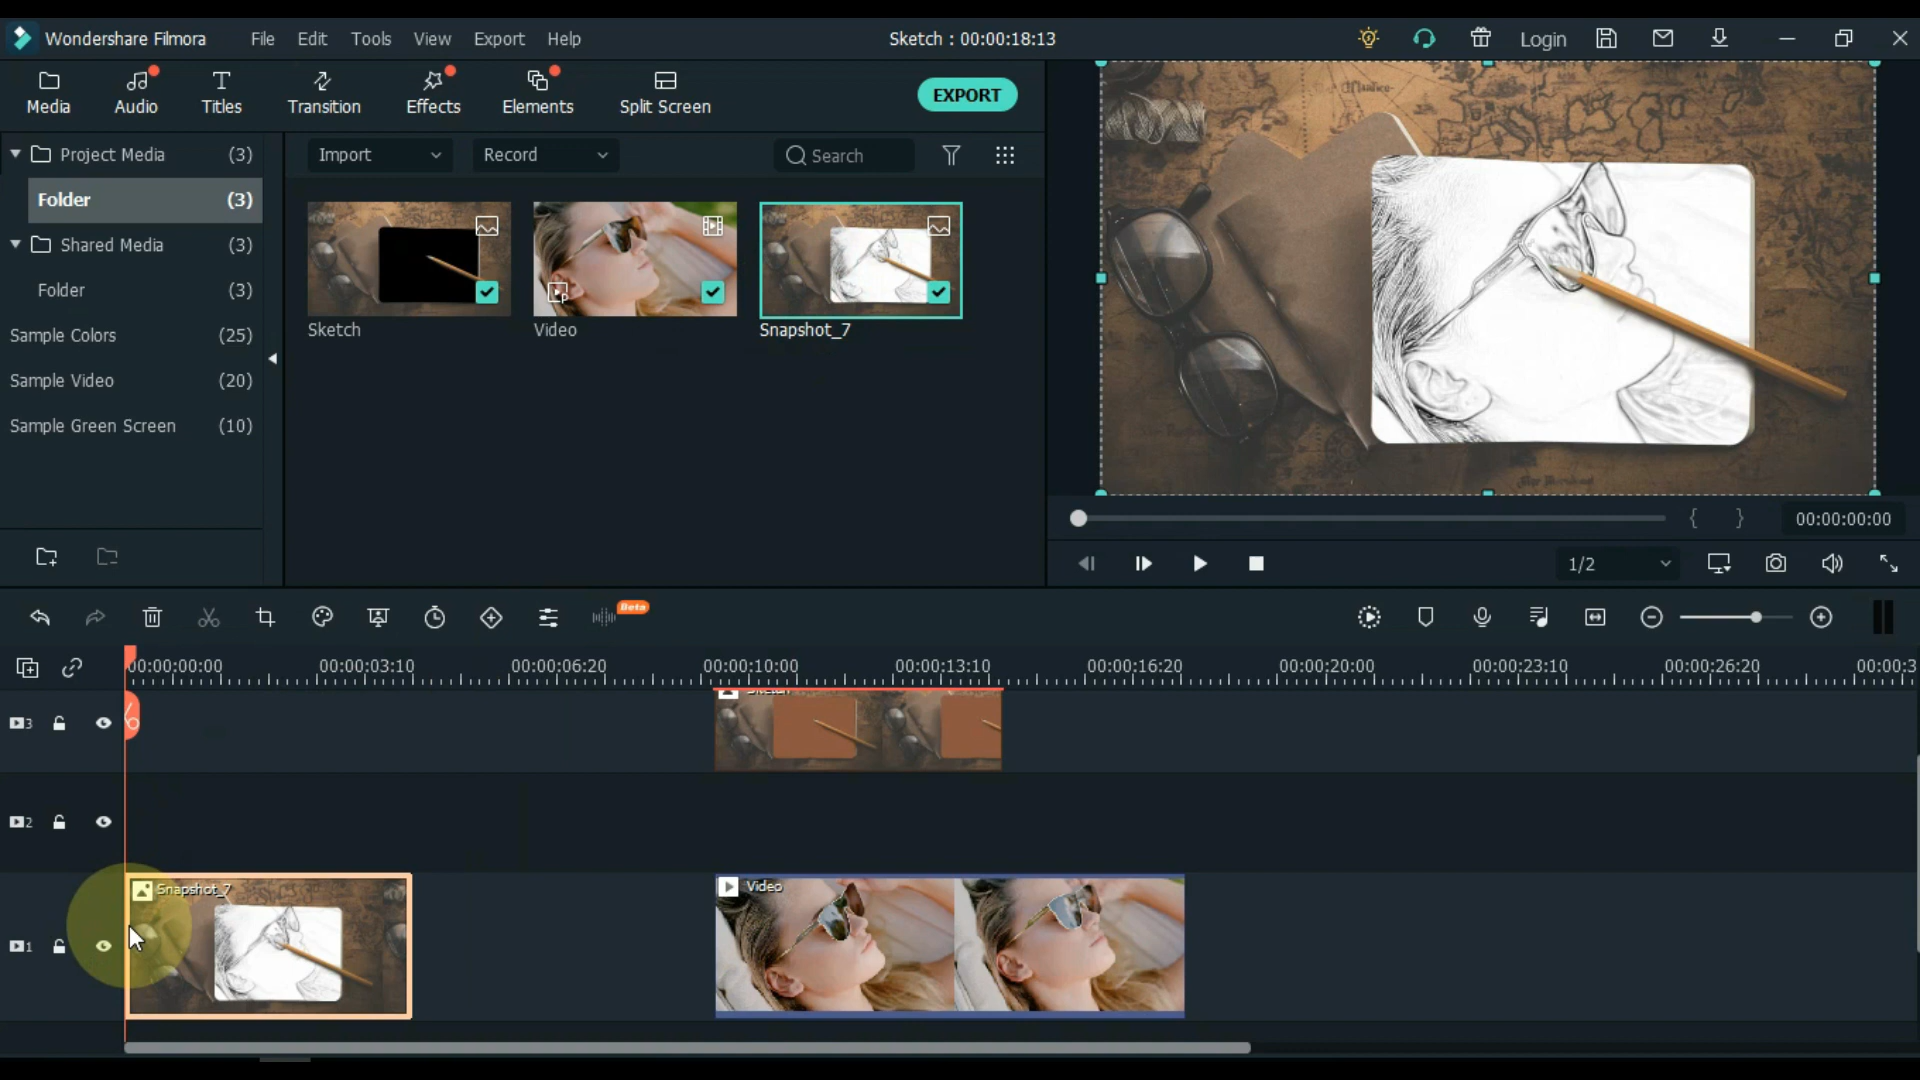 Wondershare Filmora
File Edit Tools View Export Help
Sketch : 00:00:18:13
Login
Media Audio Titles Transition Effects Elements Split Screen
EXPORT
Project Media (3)
Folder (3)
Shared Media (3)
Folder (3)
Sample Colors (25)
Sample Video (20)
Sample Green Screen (10)
Import
Record
Search
Sketch
Video
Snapshot_7
{ }
00:00:00:00
1/2
Beta
00:00:00:00 00:00:03:10 00:00:06:20 00:00:10:00 00:00:13:10 00:00:16:20 00:00:20:00 00:00:23:10 00:00:26:20 00:00:3
3
2
1
Snapshot_7
Video